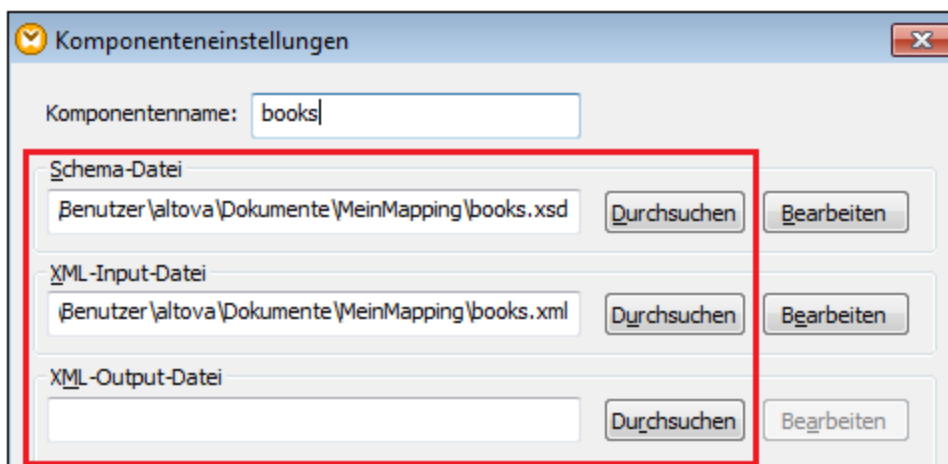 Komponenteneinstellungen
Komponentenname: books
Schema-Datei
Benutzer\altova\Dokumente\MeinMapping\books.xsd Durchsuchen Bearbeiten
XML-Input-Datei
Benutzer\altova\Dokumente\MeinMapping\books.xml Durchsuchen Bearbeiten
XML-Output-Datei
Durchsuchen Bearbeiten